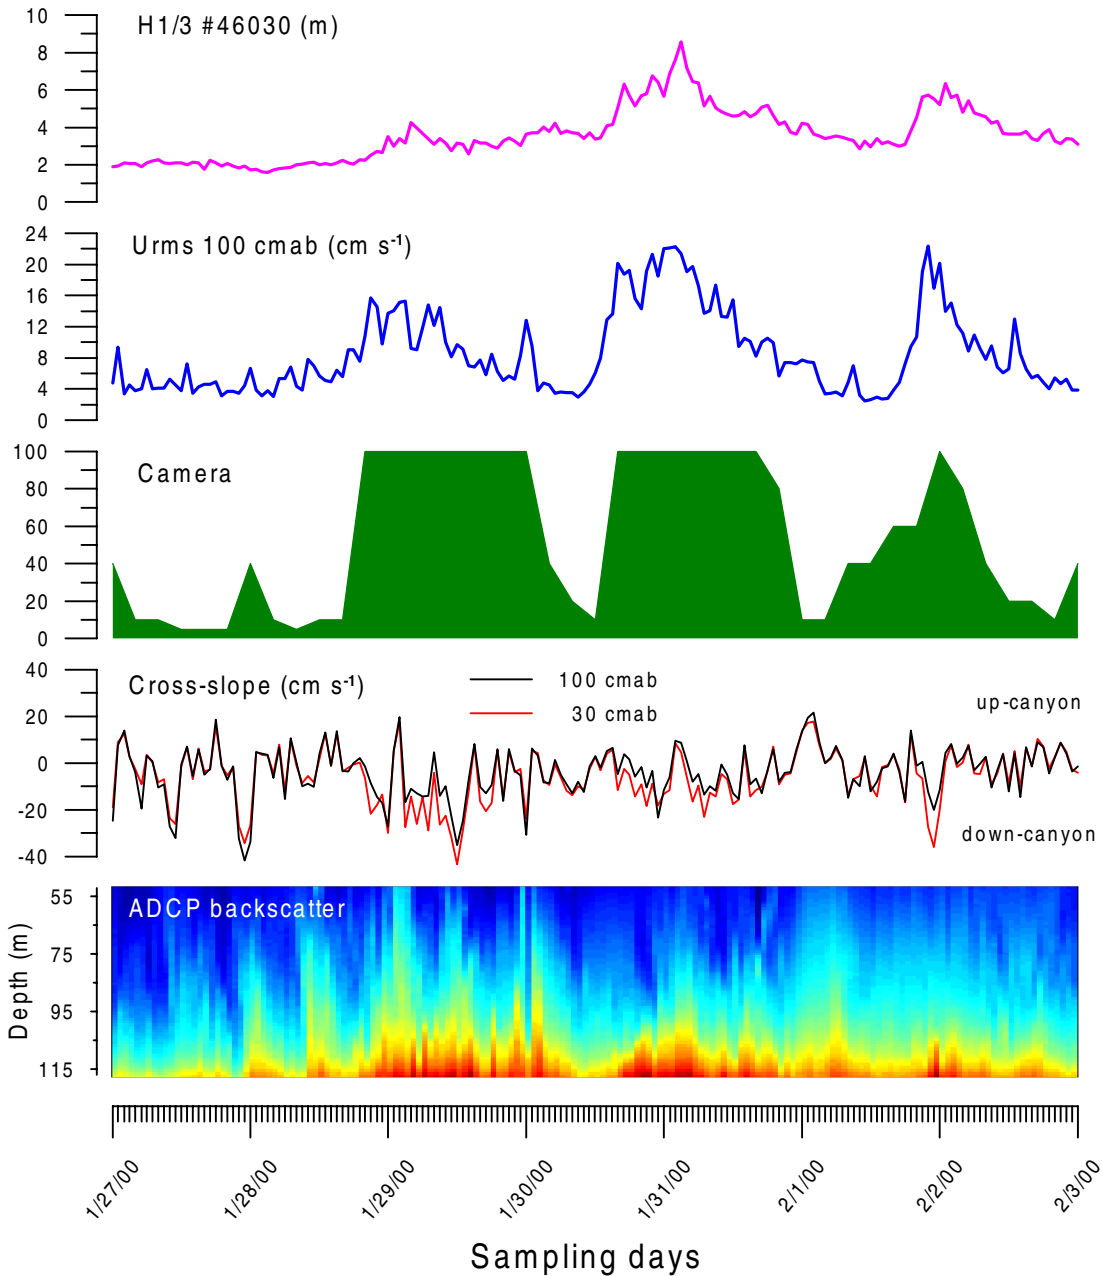 H1/3 #46030 (m)
10
8
6
4
2
0
Urms 100 cmab (cm s-1)
24
20
16
12
8
4
0
Camera
100
80
60
40
20
0
Cross-slope (cm s-1)
100 cmab
30 cmab
up-canyon
down-canyon
40
20
0
-20
-40
ADCP backscatter
Depth (m)
55
75
95
115
1/27/00 1/28/00 1/29/00 1/30/00 1/31/00 2/1/00 2/2/00 2/3/00
Sampling days